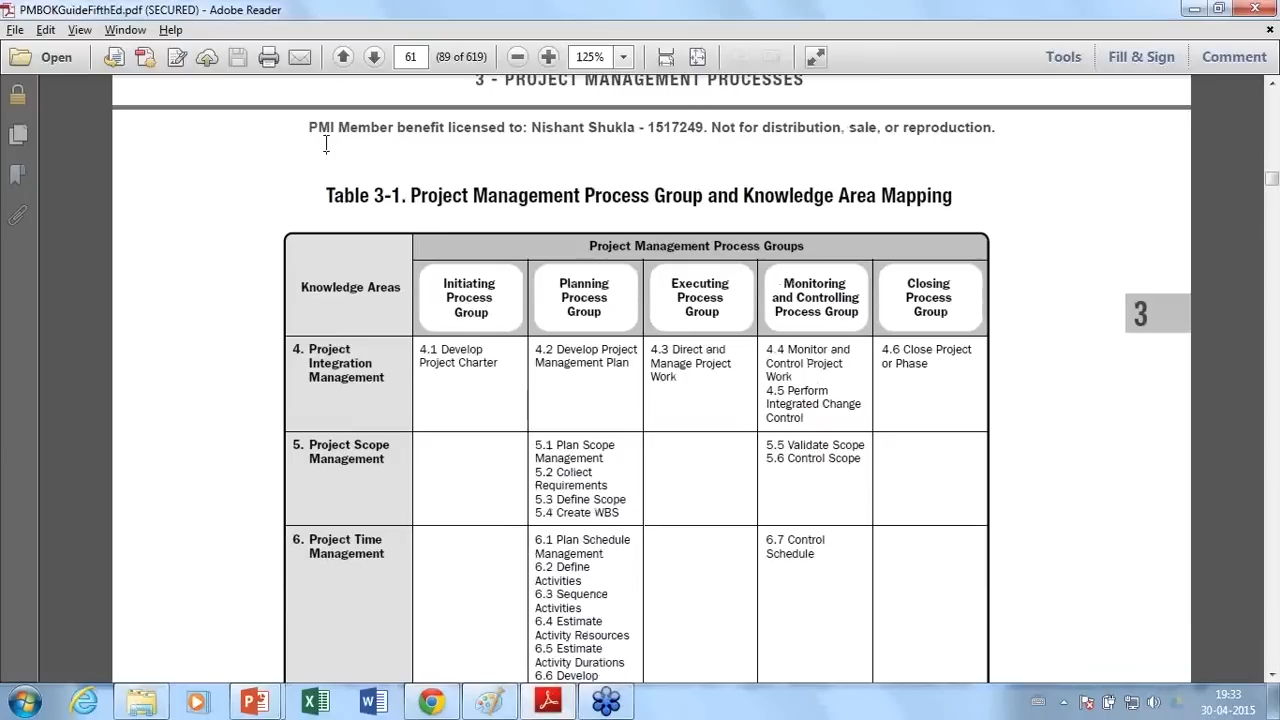 PMBOKGuideFifthEd.pdf (SECURED) - Adobe Reader
File Edit View Window Help
Open 61 (89 of 619) 125% Tools Fill & Sign Comment
3 - PROJECT MANAGEMENT PROCESSES
PMI Member benefit licensed to: Nishant Shukla - 1517249. Not for distribution, sale, or reproduction.
Table 3-1. Project Management Process Group and Knowledge Area Mapping
Project Management Process Groups
Knowledge Areas
Initiating
Process
Group
Planning
Process
Group
Executing
Process
Group
Monitoring
and Controlling
Process Group
Closing
Process
Group
3
4. Project
Integration
Management
4.1 Develop
Project Charter
4.2 Develop Project
Management Plan
4.3 Direct and
Manage Project
Work
4.4 Monitor and
Control Project
Work
4.5 Perform
Integrated Change
Control
4.6 Close Project
or Phase
5. Project Scope
Management
5.1 Plan Scope
Management
5.2 Collect
Requirements
5.3 Define Scope
5.4 Create WBS
5.5 Validate Scope
5.6 Control Scope
6. Project Time
Management
6.1 Plan Schedule
Management
6.2 Define
Activities
6.3 Sequence
Activities
6.4 Estimate
Activity Resources
6.5 Estimate
Activity Durations
6.6 Develop
6.7 Control
Schedule
19:33
30-04-2015